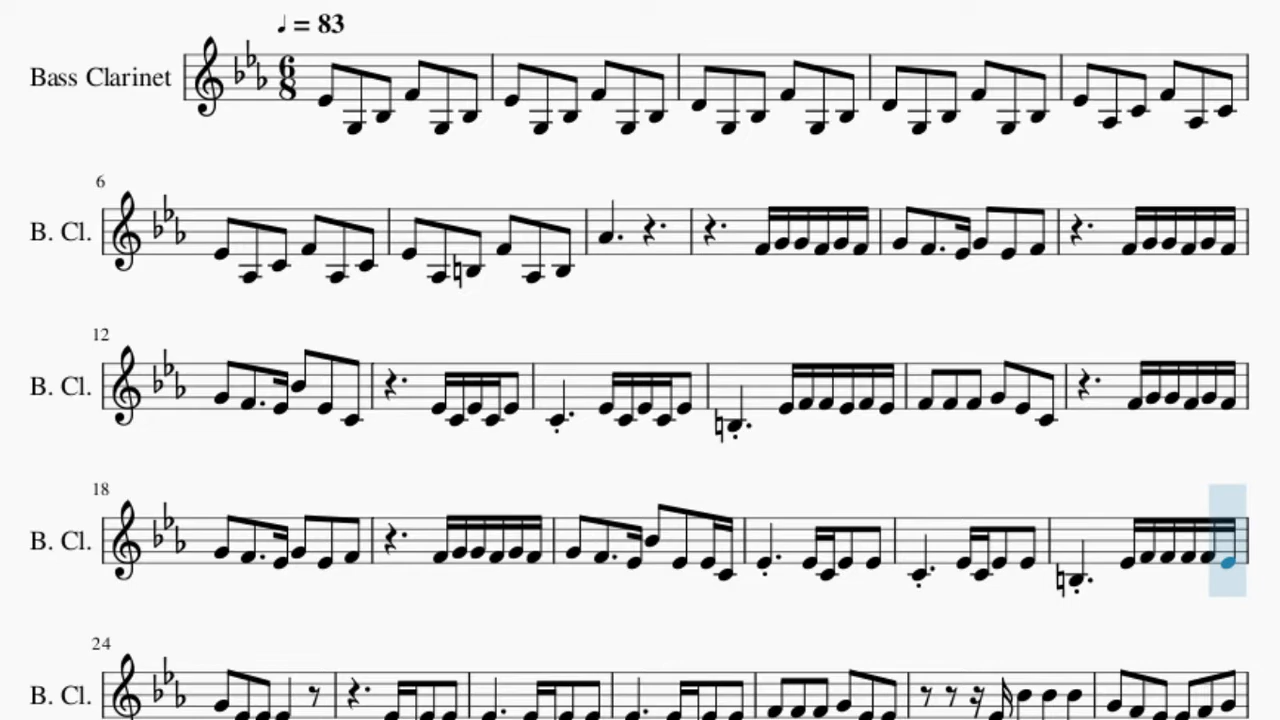 ♩ = 83
Bass Clarinet
6
8
6
B. Cl.
12
B. Cl.
18
B. Cl.
24
B. Cl.